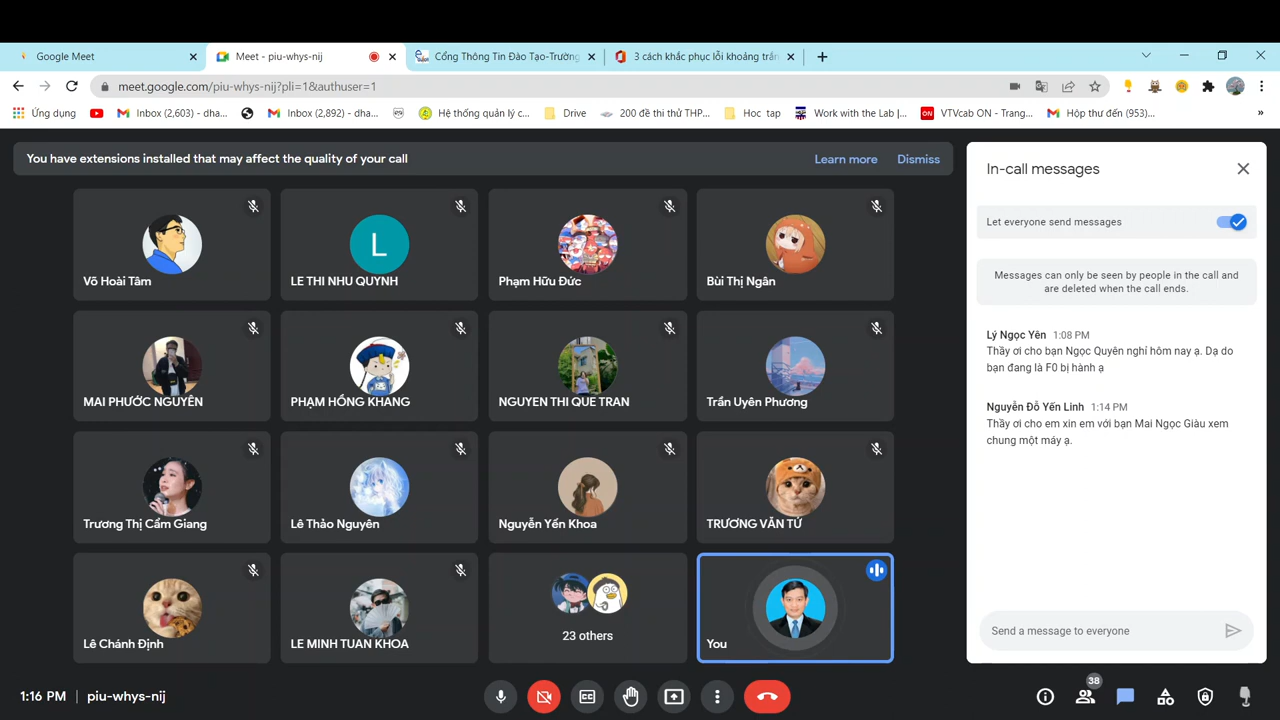 Google Meet
Meet - piu-whys-nij
Cổng Thông Tin Đào Tạo-Trường
3 cách khắc phục lỗi khoảng trắn
meet.google.com/piu-whys-nij?pli=1&authuser=1
Ứng dụng
Inbox (2,603) - dha...
Inbox (2,892) - dha...
Hệ thống quản lý c...
Drive
200 đề thi thử THP...
Hoc tap
Work with the Lab |...
ON
VTVcab ON - Trang...
Hộp thư đến (953)...
»
You have extensions installed that may affect the quality of your call
Learn more
Dismiss
Võ Hoài Tâm
L
LE THI NHU QUYNH
Phạm Hữu Đức
Bùi Thị Ngân
MAI PHƯỚC NGUYÊN
PHẠM HỒNG KHANG
NGUYEN THI QUE TRAN
Trần Uyên Phương
Trương Thị Cẩm Giang
Lê Thảo Nguyên
Nguyễn Yến Khoa
TRƯƠNG VĂN TỨ
Lê Chánh Định
LE MINH TUAN KHOA
23 others
You
In-call messages
Let everyone send messages
Messages can only be seen by people in the call and
are deleted when the call ends.
Lý Ngọc Yên 1:08 PM
Thầy ơi cho bạn Ngọc Quyên nghỉ hôm nay ạ. Dạ do
bạn đang là F0 bị hành ạ
Nguyễn Đỗ Yến Linh 1:14 PM
Thầy ơi cho em xin em với bạn Mai Ngọc Giàu xem
chung một máy ạ.
Send a message to everyone
1:16 PM | piu-whys-nij
38